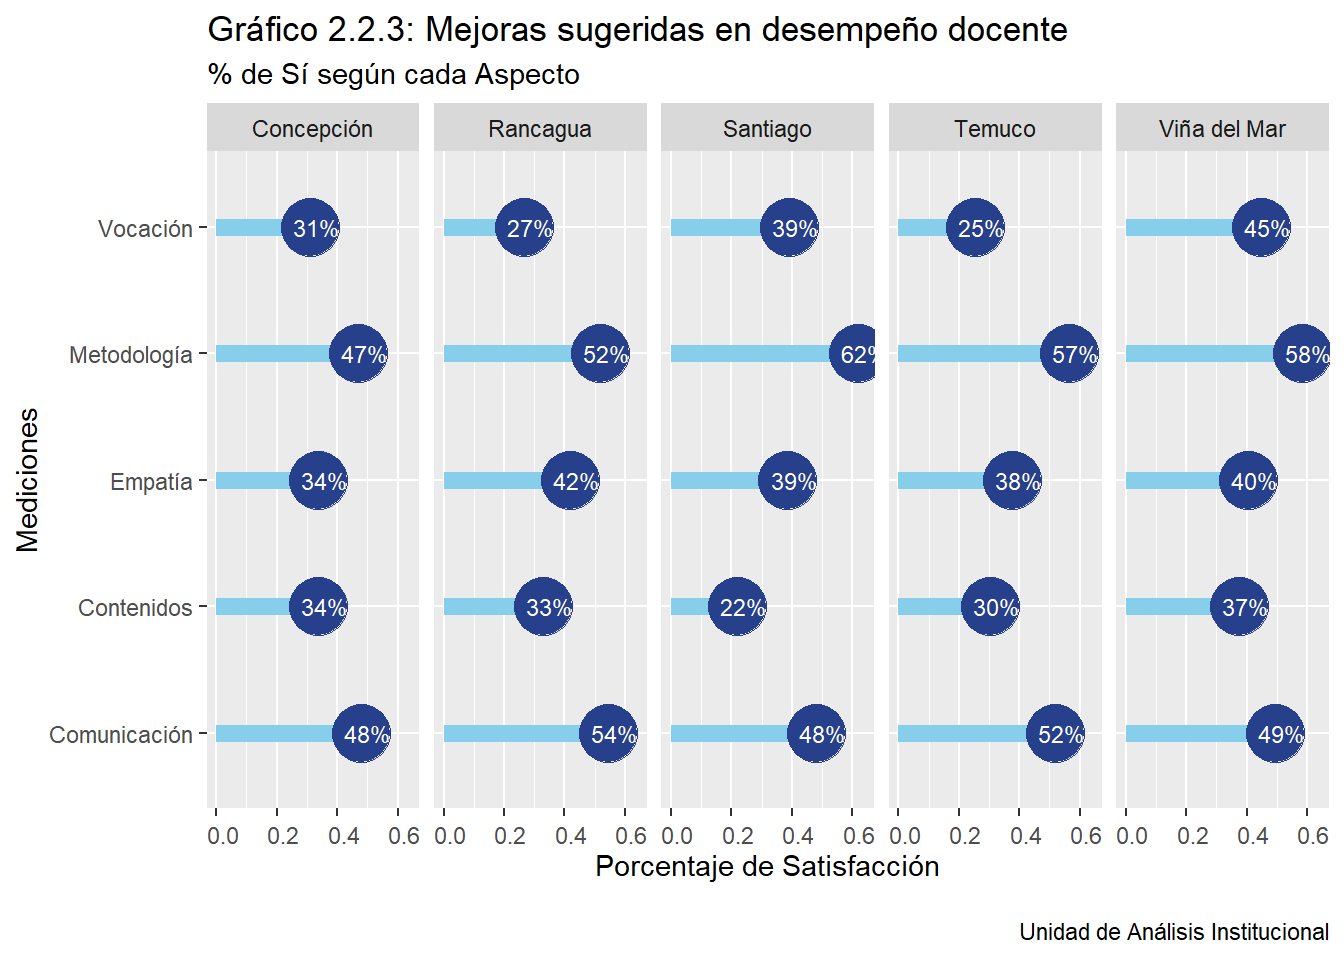 Gráfico 2.2.3: Mejoras sugeridas en desempeño docente
% de Sí según cada Aspecto
Concepción Rancagua Santiago Temuco Viña del Mar
Vocación 31% 27% 39% 25% 45%
Metodología 47% 52% 62% 57% 58%
Empatía 34% 42% 39% 38% 40%
Contenidos 34% 33% 22% 30% 37%
Comunicación 48% 54% 48% 52% 49%
Mediciones
0.0 0.2 0.4 0.6 0.0 0.2 0.4 0.6 0.0 0.2 0.4 0.6 0.0 0.2 0.4 0.6 0.0 0.2 0.4 0.6
Porcentaje de Satisfacción
Unidad de Análisis Institucional